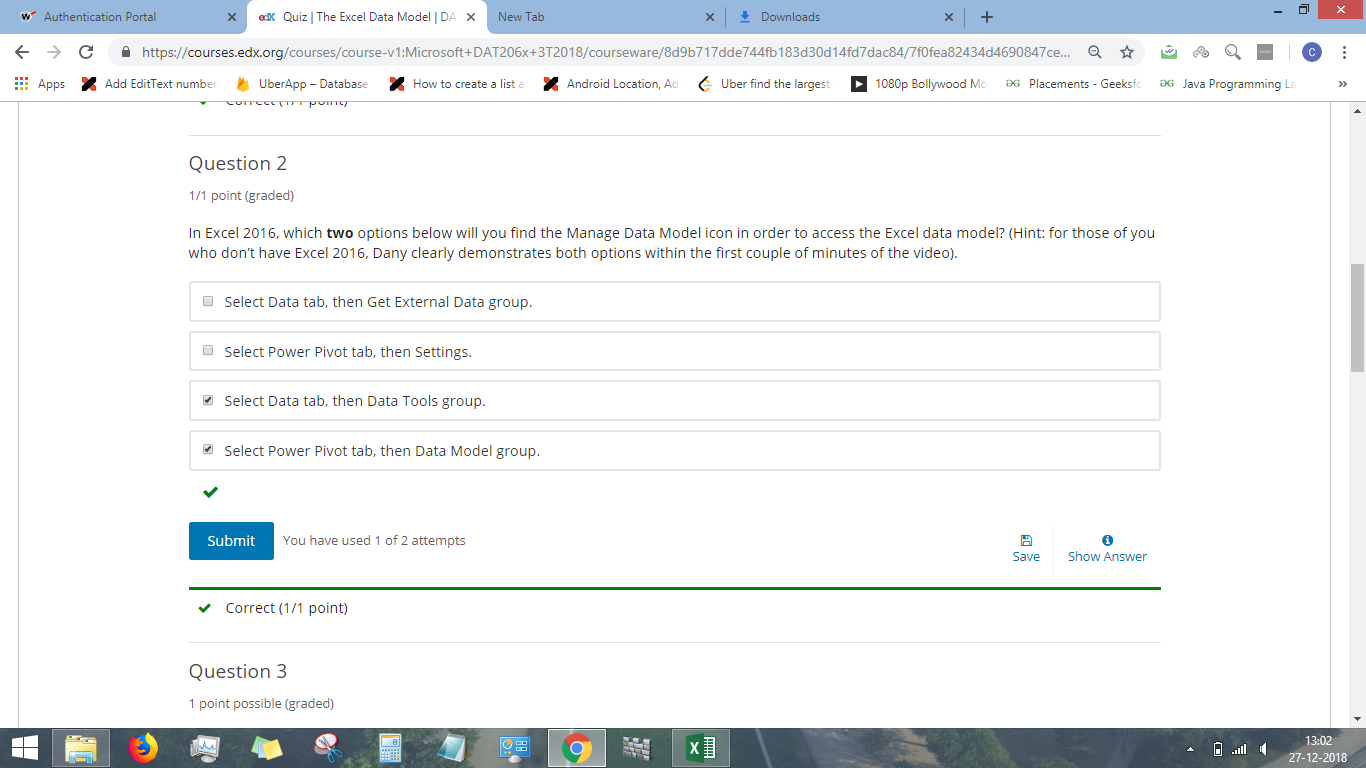 Authentication Portal
edX Quiz | The Excel Data Model | DA
New Tab
Downloads
https://courses.edx.org/courses/course-v1:Microsoft+DAT206x+3T2018/courseware/8d9b717dde744fb183d30d14fd7dac84/7f0fea82434d4690847ce...
C
Apps
Add EditText number
UberApp – Database
How to create a list a
Android Location, Ad
Uber find the largest
1080p Bollywood Mo
Placements - Geeksfo
Java Programming La
»
Correct (1/1 point)
Question 2
1/1 point (graded)
In Excel 2016, which two options below will you find the Manage Data Model icon in order to access the Excel data model? (Hint: for those of you
who don't have Excel 2016, Dany clearly demonstrates both options within the first couple of minutes of the video).
Select Data tab, then Get External Data group.
Select Power Pivot tab, then Settings.
Select Data tab, then Data Tools group.
Select Power Pivot tab, then Data Model group.
Submit
You have used 1 of 2 attempts
Save
Show Answer
Correct (1/1 point)
Question 3
1 point possible (graded)
13:02
27-12-2018